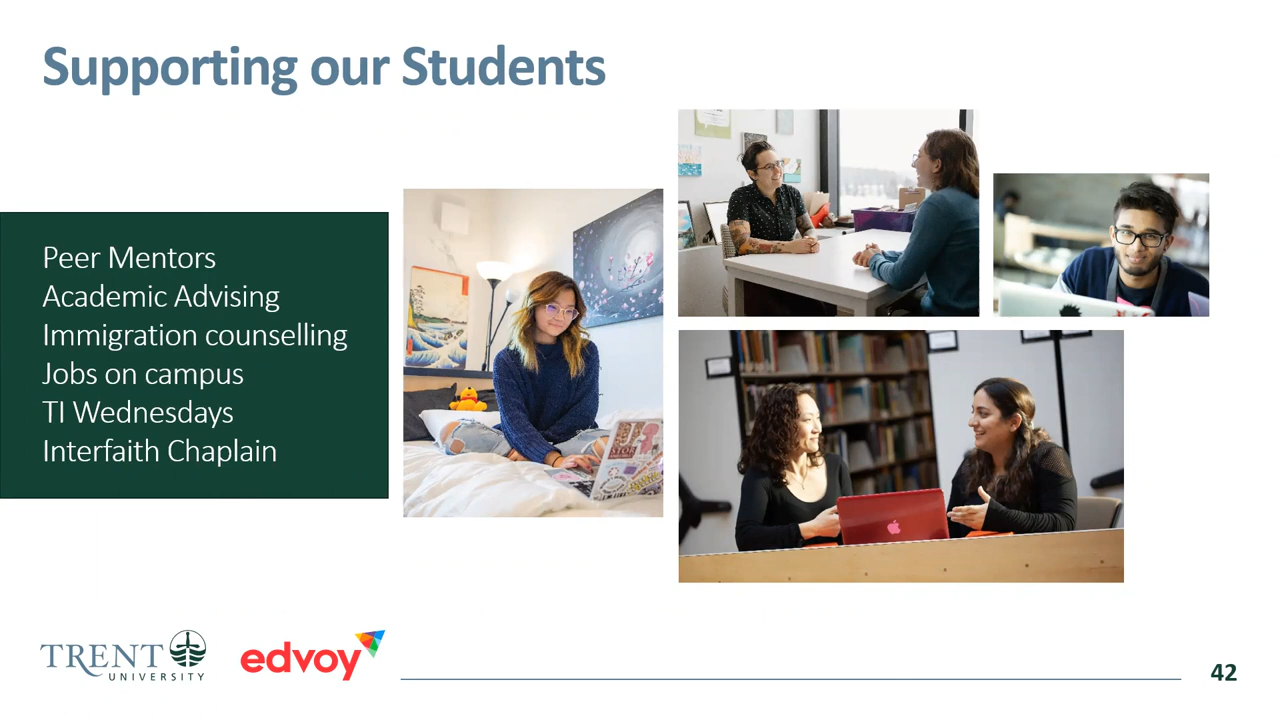 Supporting our Students
Peer Mentors
Academic Advising
Immigration counselling
Jobs on campus
TI Wednesdays
Interfaith Chaplain
TRENT
UNIVERSITY
edvoy
42